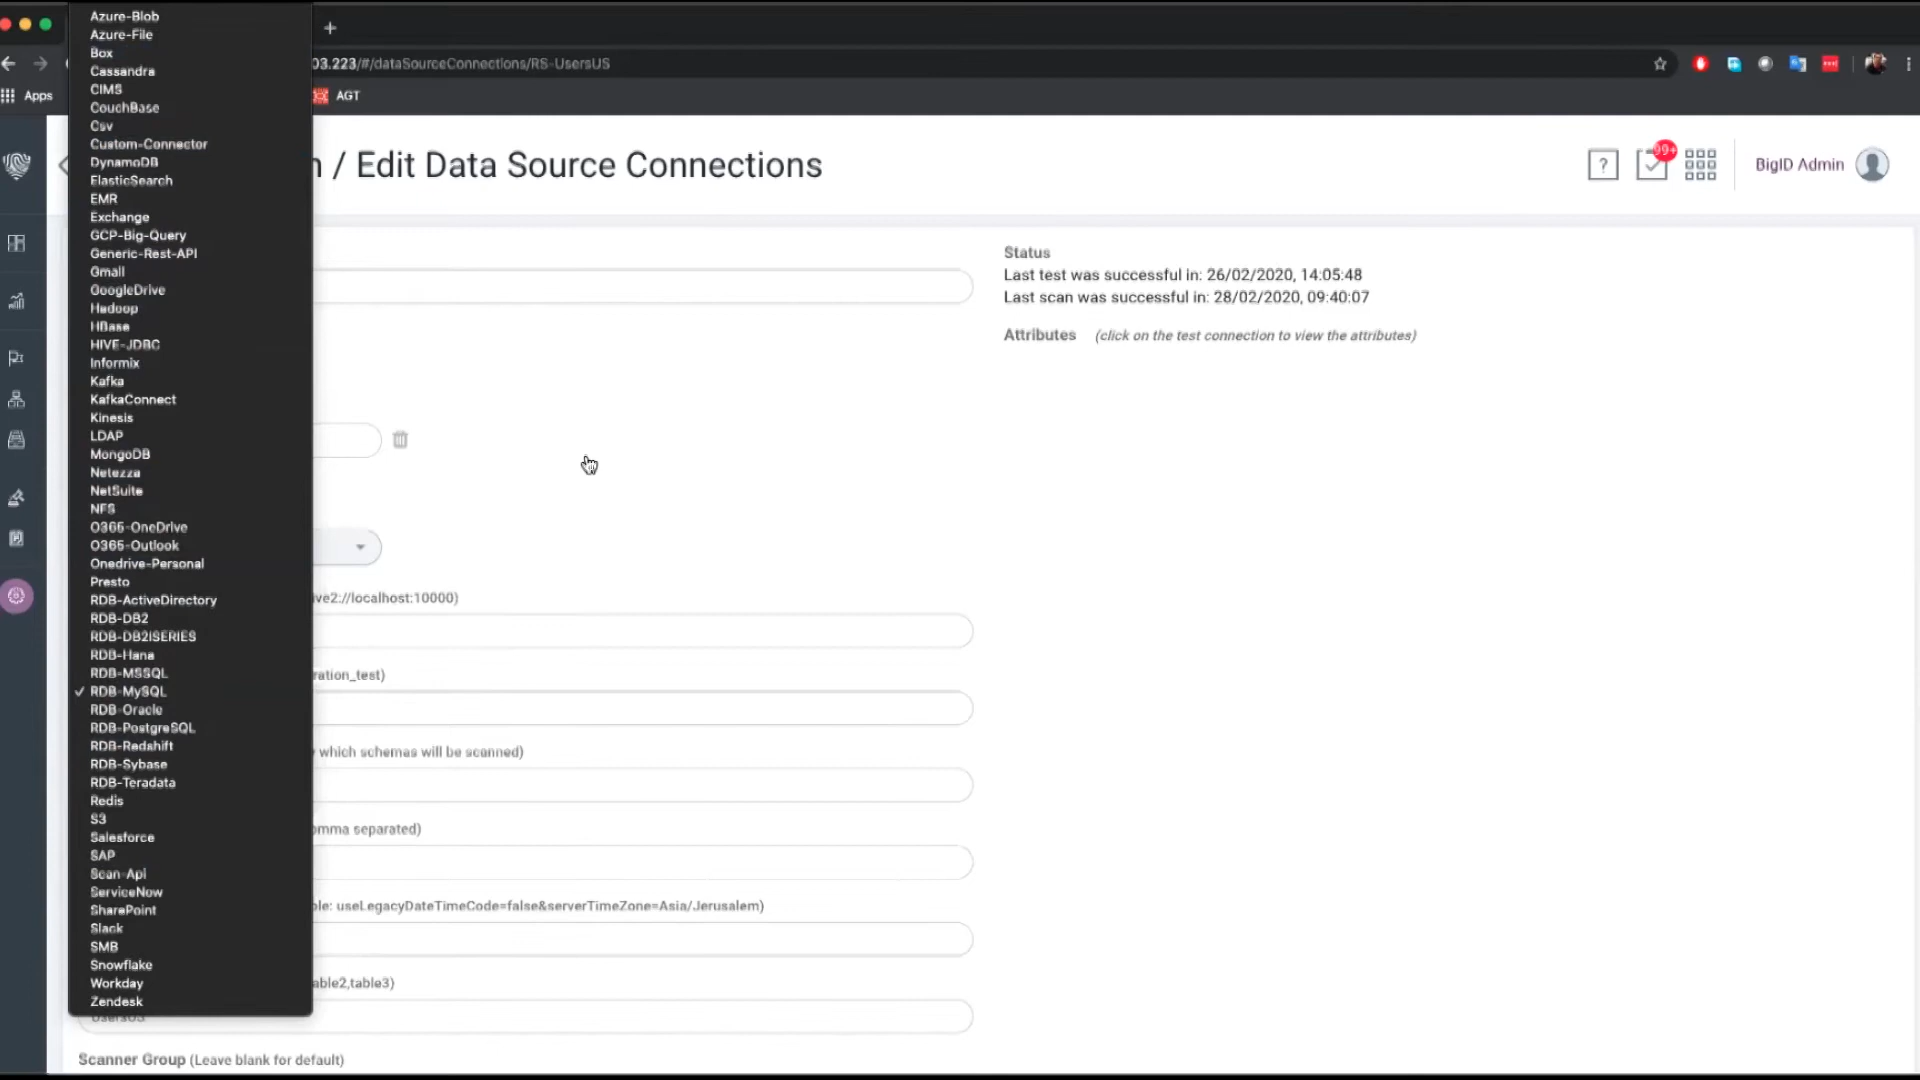 03.223/#/dataSourceConnections/RS-UsersUS
Apps
AGT
/ Edit Data Source Connections
?
99+
BigID Admin
Azure-Blob
Azure-File
Box
Cassandra
CIMS
CouchBase
Csv
Custom-Connector
DynamoDB
ElasticSearch
EMR
Exchange
GCP-Big-Query
Generic-Rest-API
Gmail
GoogleDrive
Hadoop
HBase
HIVE-JDBC
Informix
Kafka
KafkaConnect
Kinesis
LDAP
MongoDB
Netezza
NetSuite
NFS
O365-OneDrive
O365-Outlook
Onedrive-Personal
Presto
RDB-ActiveDirectory
RDB-DB2
RDB-DB2ISERIES
RDB-Hana
RDB-MSSQL
✓ RDB-MySQL
RDB-Oracle
RDB-PostgreSQL
RDB-Redshift
RDB-Sybase
RDB-Teradata
Redis
S3
Salesforce
SAP
Scan-Api
ServiceNow
SharePoint
Slack
SMB
Snowflake
Workday
Zendesk
Status
Last test was successful in: 26/02/2020, 14:05:48
Last scan was successful in: 28/02/2020, 09:40:07
Attributes (click on the test connection to view the attributes)
ive2://localhost:10000)
ration_test)
which schemas will be scanned)
omma separated)
ple: useLegacyDateTimeCode=false&serverTimeZone=Asia/Jerusalem)
able2,table3)
UsersUS
Scanner Group (Leave blank for default)